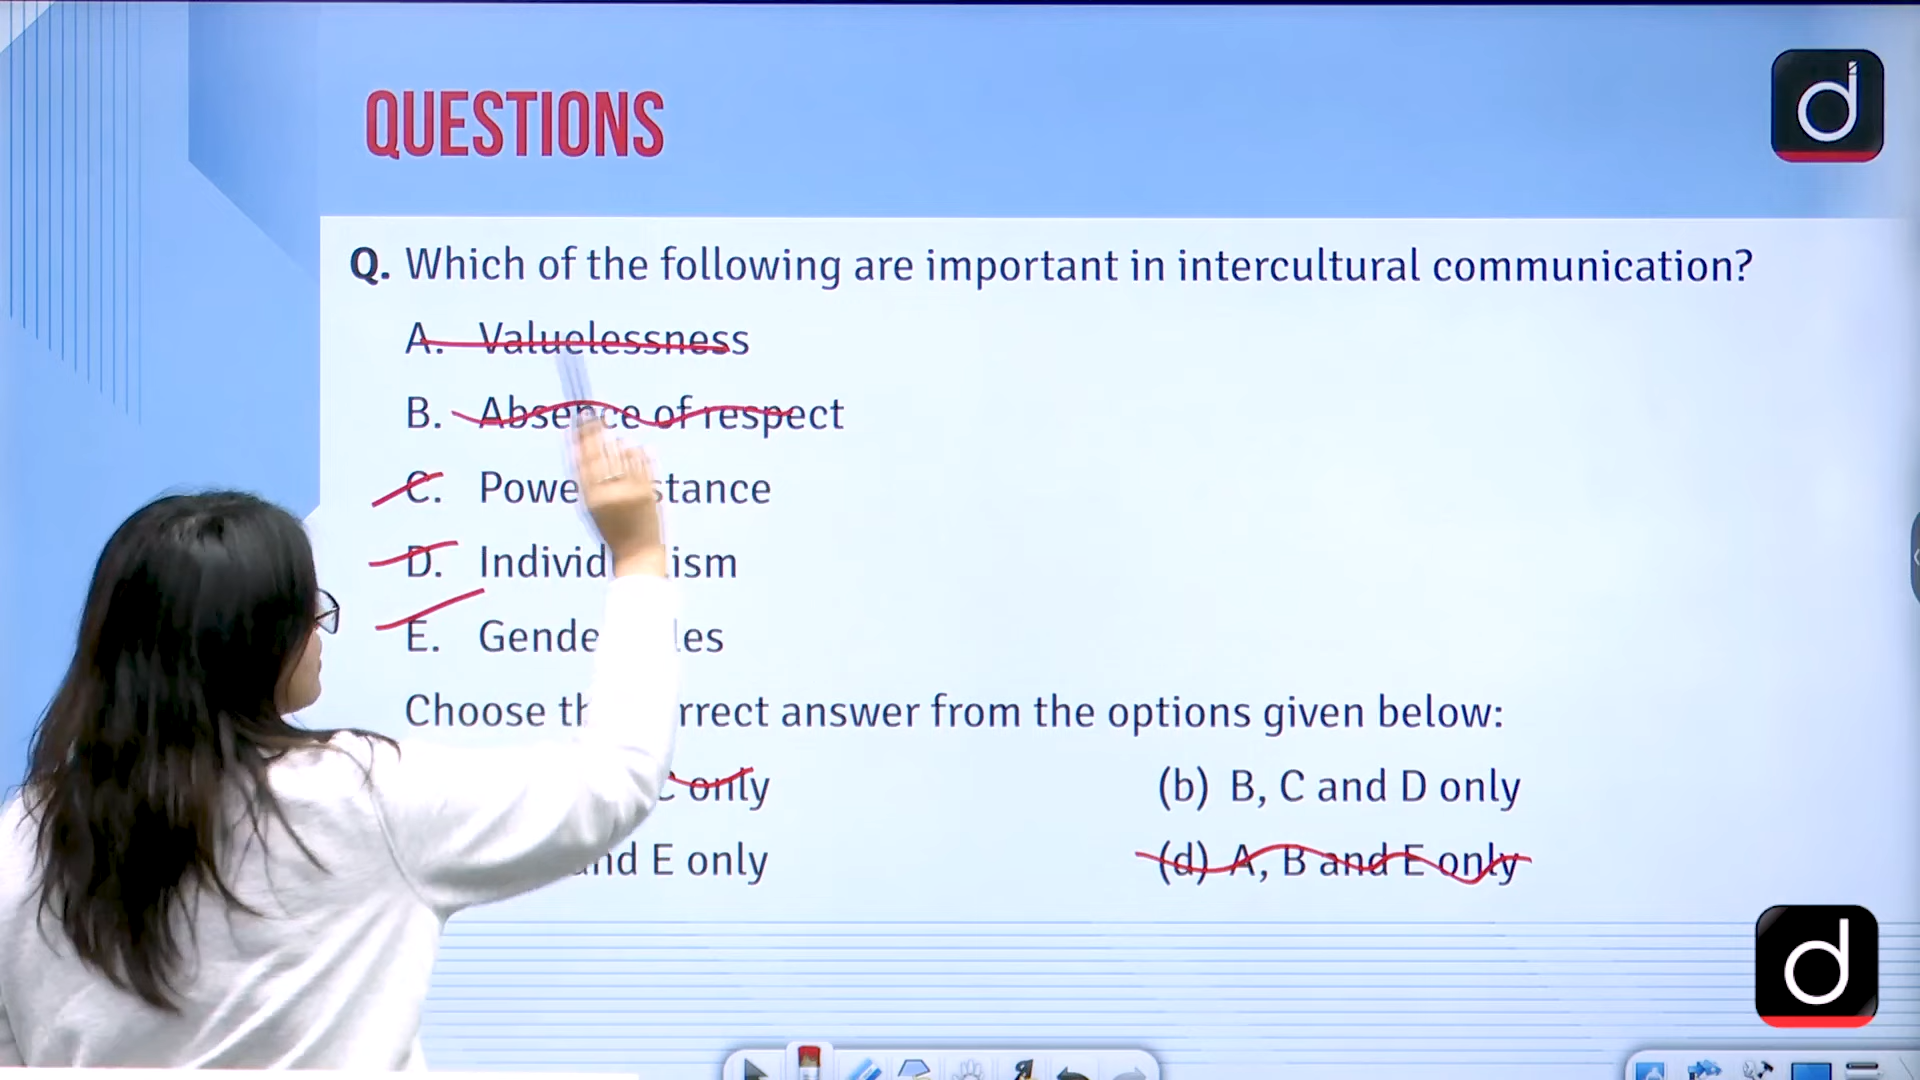 QUESTIONS
Q. Which of the following are important in intercultural communication?
A. Valuelessness
B. Absence of respect
C. Powe stance
D. Individ ism
E. Gende les
Choose th rrect answer from the options given below:
C only
(b) B, C and D only
nd E only
(d) A, B and E only
d
d